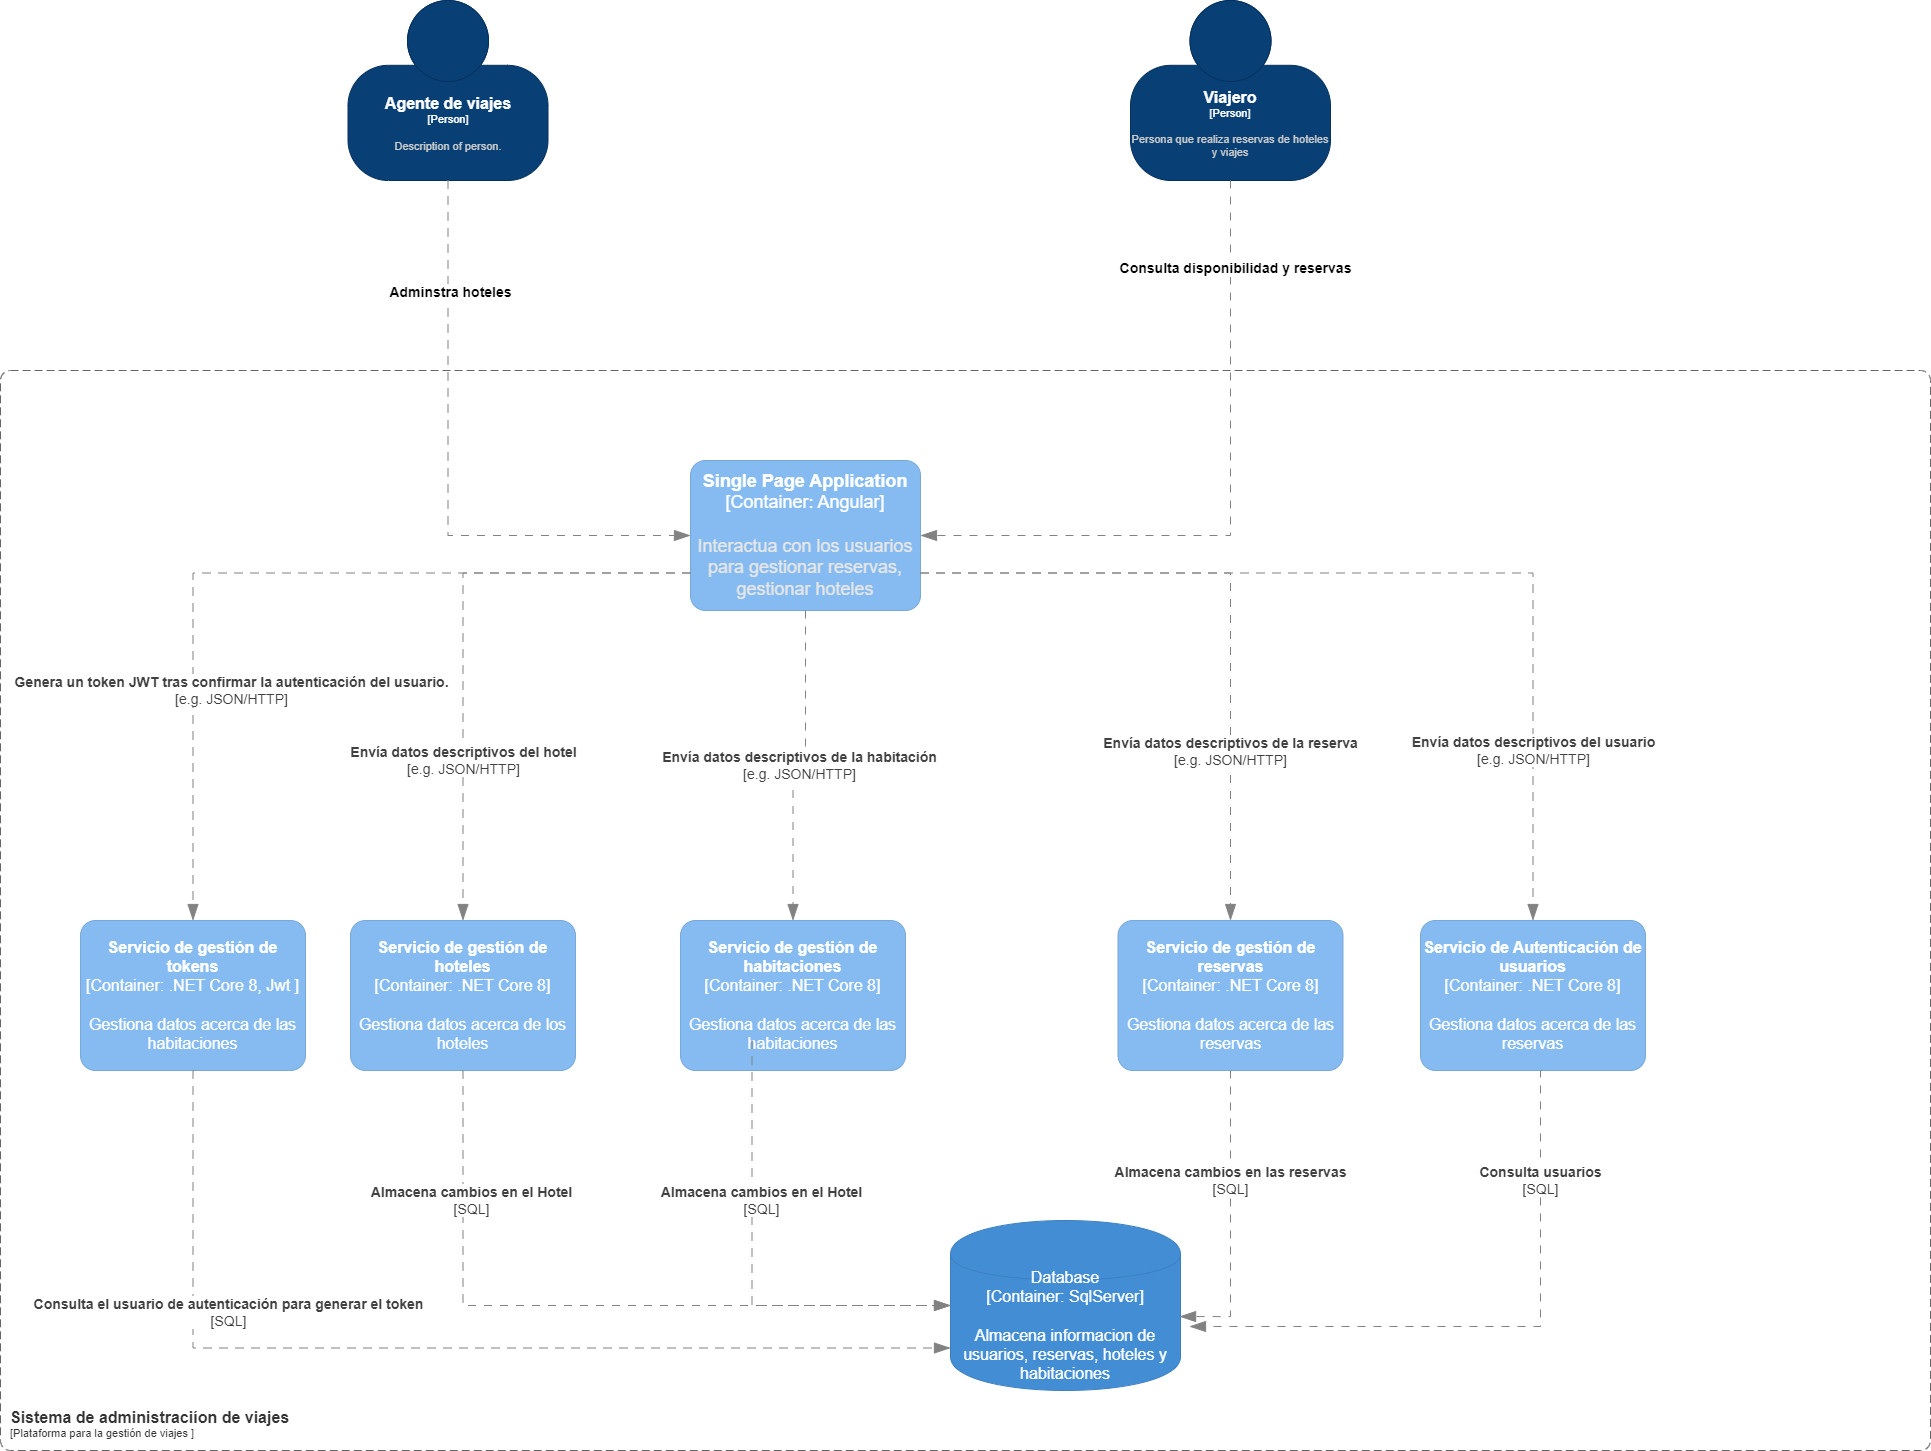 Agente de viajes
[Person]
Description of person.
Viajero
[Person]
Persona que realiza reservas de hoteles
y viajes
Consulta disponibilidad y reservas
Adminstra hoteles
Single Page Application
[Container: Angular]
Interactua con los usuarios
para gestionar reservas,
gestionar hoteles
Genera un token JWT tras confirmar la autenticación del usuario.
[e.g. JSON/HTTP]
Envía datos descriptivos del hotel
[e.g. JSON/HTTP]
Envía datos descriptivos de la habitación
[e.g. JSON/HTTP]
Envía datos descriptivos de la reserva
[e.g. JSON/HTTP]
Envía datos descriptivos del usuario
[e.g. JSON/HTTP]
Servicio de gestión de
tokens
[Container: .NET Core 8, Jwt ]
Gestiona datos acerca de las
habitaciones
Servicio de gestión de
hoteles
[Container: .NET Core 8]
Gestiona datos acerca de los
hoteles
Servicio de gestión de
habitaciones
[Container: .NET Core 8]
Gestiona datos acerca de las
habitaciones
Servicio de gestión de
reservas
[Container: .NET Core 8]
Gestiona datos acerca de las
reservas
Servicio de Autenticación de
usuarios
[Container: .NET Core 8]
Gestiona datos acerca de las
reservas
Almacena cambios en el Hotel
[SQL]
Almacena cambios en el Hotel
[SQL]
Almacena cambios en las reservas
[SQL]
Consulta usuarios
[SQL]
Consulta el usuario de autenticación para generar el token
[SQL]
Database
[Container: SqlServer]
Almacena informacion de
usuarios, reservas, hoteles y
habitaciones
Sistema de administraciíon de viajes
[Plataforma para la gestión de viajes ]